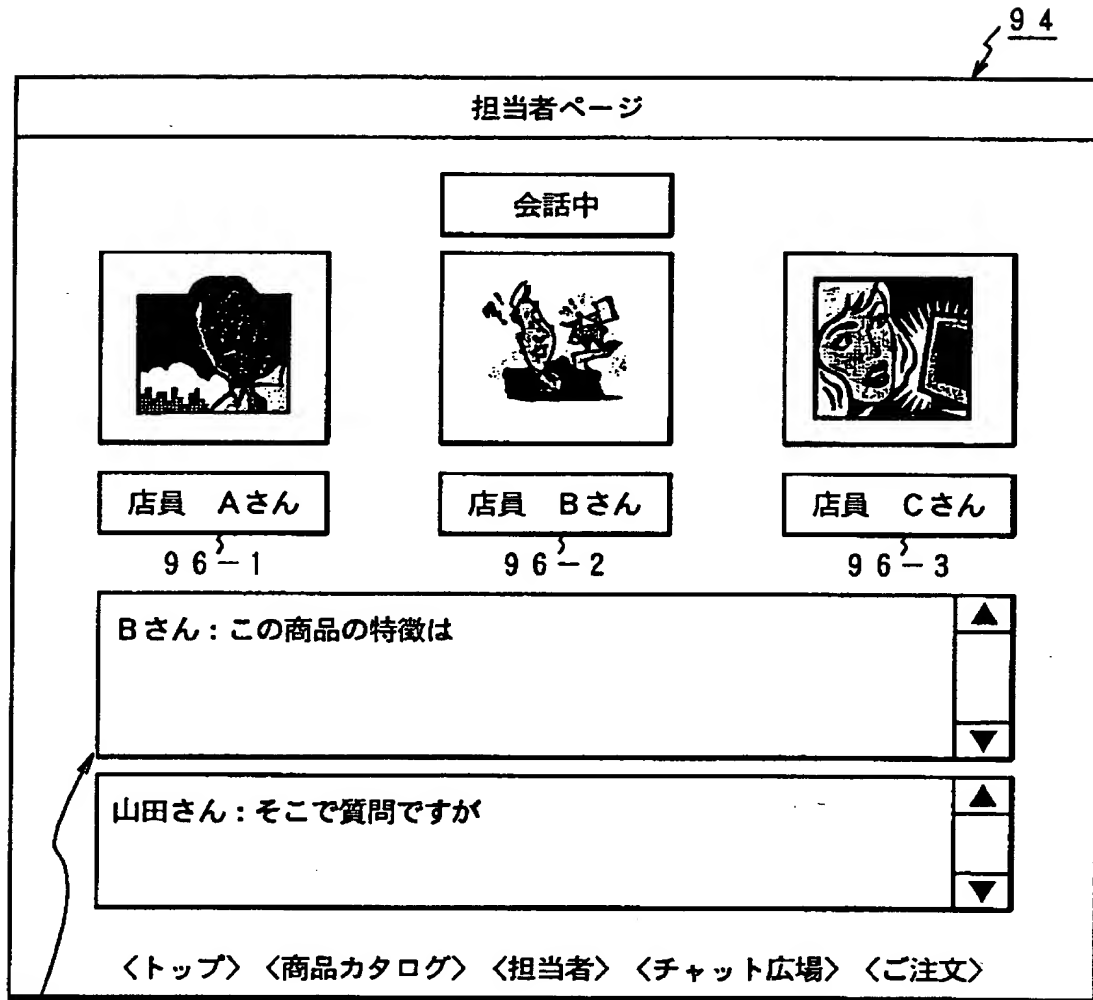 94
担当者ページ
会話中
店員 Aさん
店員 Bさん
店員 Cさん
96-1
96-2
96-3
Bさん:この商品の特徴は
山田さん:そこで質問ですが
〈トップ〉〈商品カタログ〉〈担当者〉〈チャット広場〉〈ご注文〉